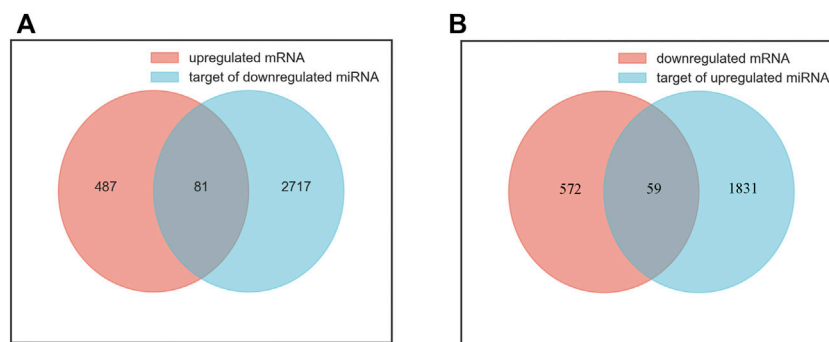 A
upregulated mRNA
target of downregulated miRNA
487
81
2717
B
downregulated mRNA
target of upregulated miRNA
572
59
1831